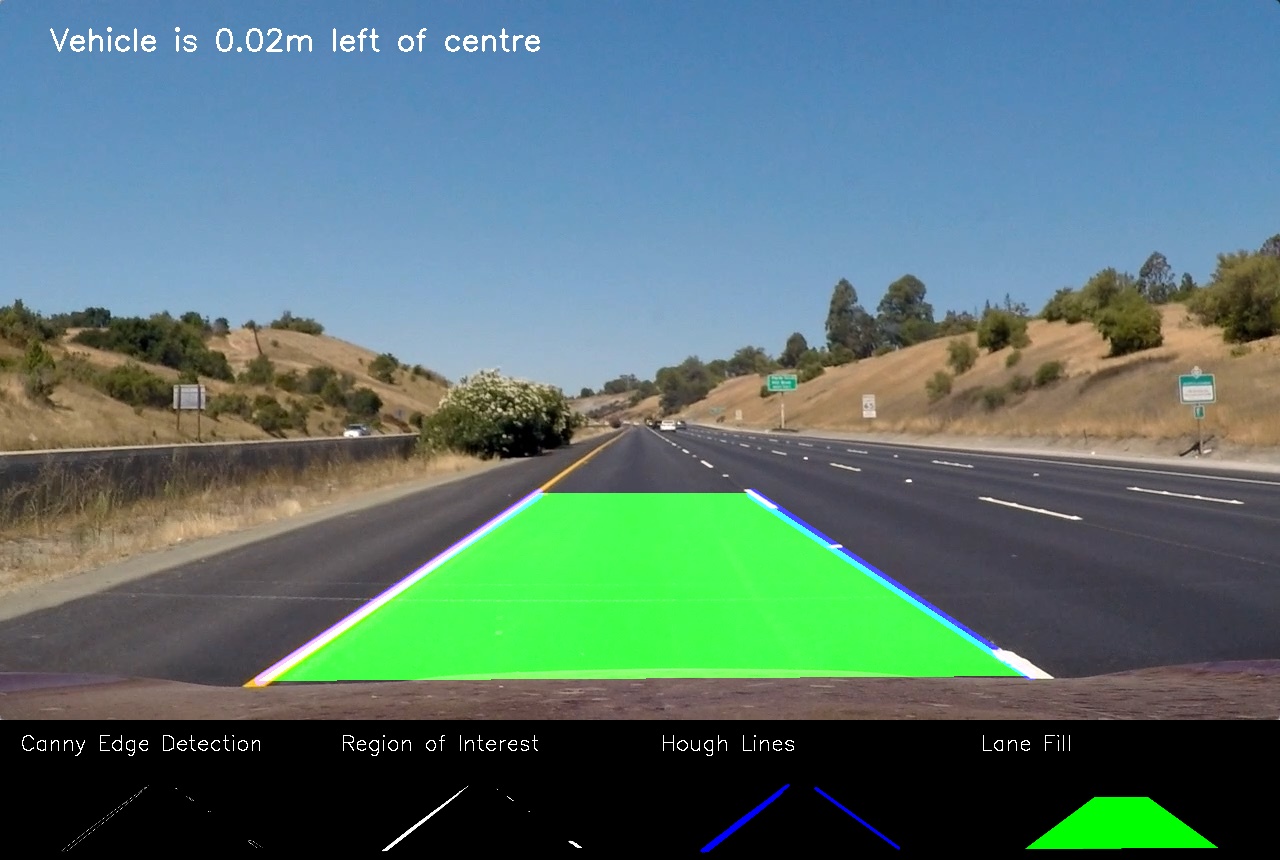 Vehicle is 0.02m left of centre
Canny Edge Detection
Region of Interest
Hough Lines
Lane Fill